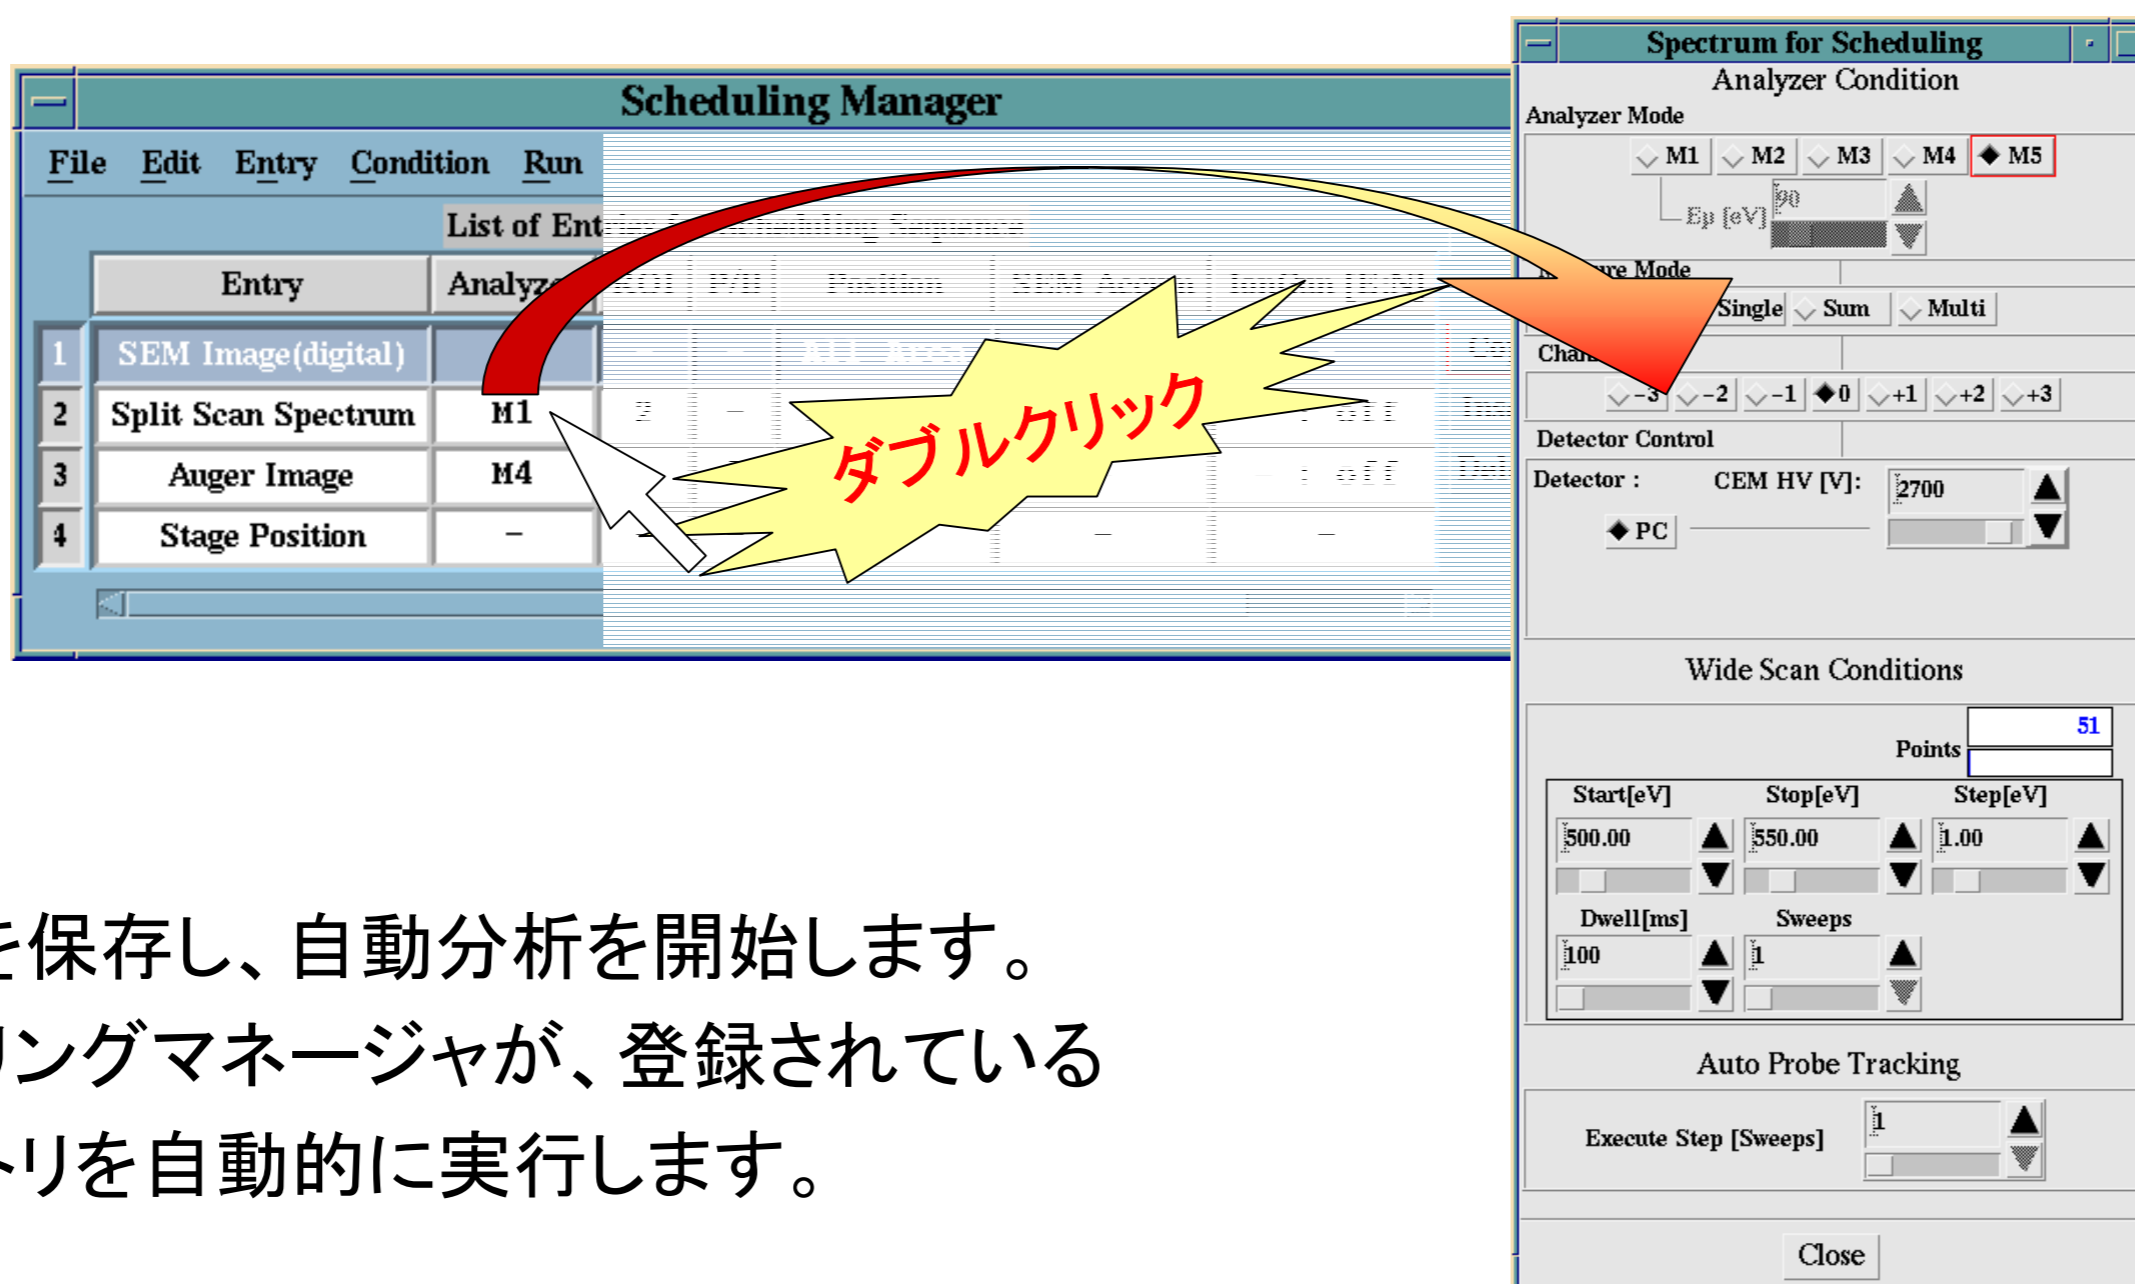 Scheduling Manager
File Edit Entry Condition Run
List of Ent
Entry Analyze
1 SEM Image(digital)
2 Split Scan Spectrum M1
3 Auger Image M4
4 Stage Position -
ダブルクリック
Spectrum for Scheduling
Analyzer Condition
Analyzer Mode
M1 M2 M3 M4 M5
Ep [eV] 90
Mode
Single Sum Multi
Chan
-3 -2 -1 0 +1 +2 +3
Detector Control
Detector : CEM HV [V]: 2700
PC
Wide Scan Conditions
51
Points
Start[eV] Stop[eV] Step[eV]
500.00 550.00 1.00
Dwell[ms] Sweeps
100 1
Auto Probe Tracking
Execute Step [Sweeps] 1
Close
を保存し、自動分析を開始します。
リングマネージャが、登録されている
トリを自動的に実行します。